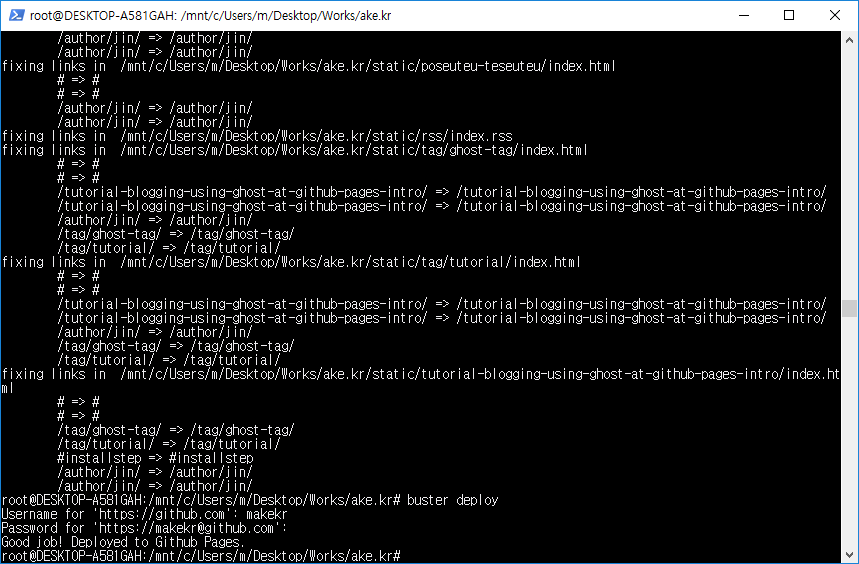 root@DESKTOP-A581GAH: /mnt/c/Users/m/Desktop/Works/ake.kr
/author/jin/ => /author/jin/
/author/jin/ => /author/jin/
fixing links in  /mnt/c/Users/m/Desktop/Works/ake.kr/static/poseuteu-teseuteu/index.html
# => #
# => #
/author/jin/ => /author/jin/
/author/jin/ => /author/jin/
fixing links in  /mnt/c/Users/m/Desktop/Works/ake.kr/static/rss/index.rss
fixing links in  /mnt/c/Users/m/Desktop/Works/ake.kr/static/tag/ghost-tag/index.html
# => #
# => #
/tutorial-blogging-using-ghost-at-github-pages-intro/ => /tutorial-blogging-using-ghost-at-github-pages-intro/
/tutorial-blogging-using-ghost-at-github-pages-intro/ => /tutorial-blogging-using-ghost-at-github-pages-intro/
/author/jin/ => /author/jin/
/tag/ghost-tag/ => /tag/ghost-tag/
/tag/tutorial/ => /tag/tutorial/
fixing links in  /mnt/c/Users/m/Desktop/Works/ake.kr/static/tag/tutorial/index.html
# => #
# => #
/tutorial-blogging-using-ghost-at-github-pages-intro/ => /tutorial-blogging-using-ghost-at-github-pages-intro/
/tutorial-blogging-using-ghost-at-github-pages-intro/ => /tutorial-blogging-using-ghost-at-github-pages-intro/
/author/jin/ => /author/jin/
/tag/ghost-tag/ => /tag/ghost-tag/
/tag/tutorial/ => /tag/tutorial/
fixing links in  /mnt/c/Users/m/Desktop/Works/ake.kr/static/tutorial-blogging-using-ghost-at-github-pages-intro/index.ht
ml
# => #
# => #
/tag/ghost-tag/ => /tag/ghost-tag/
/tag/tutorial/ => /tag/tutorial/
#installstep => #installstep
/author/jin/ => /author/jin/
/author/jin/ => /author/jin/
root@DESKTOP-A581GAH:/mnt/c/Users/m/Desktop/Works/ake.kr# buster deploy
Username for 'https://github.com': makekr
Password for 'https://makekr@github.com':
Good job! Deployed to Github Pages.
root@DESKTOP-A581GAH:/mnt/c/Users/m/Desktop/Works/ake.kr#